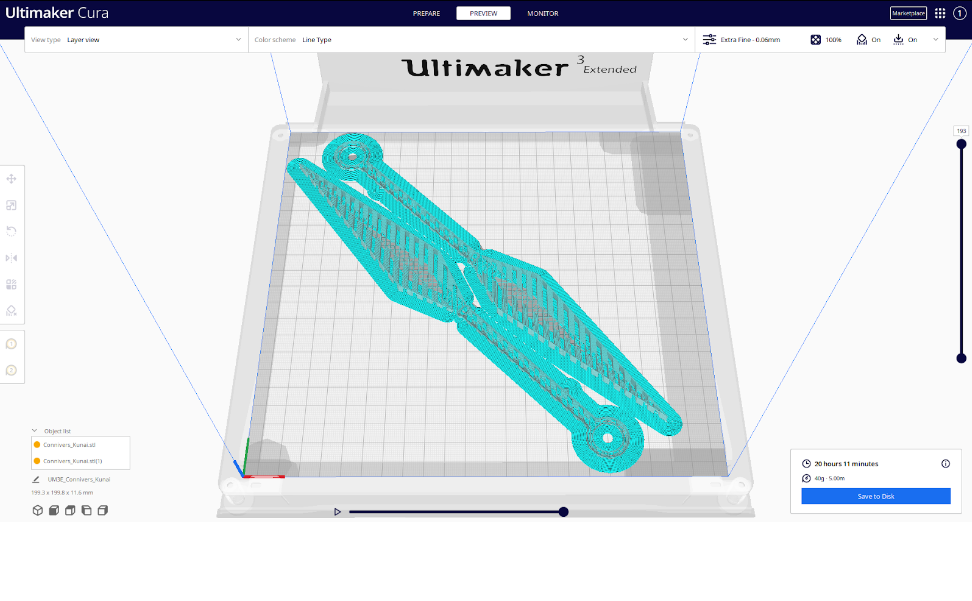 Ultimaker Cura
PREPARE
PREVIEW
MONITOR
Marketplace
1
View type Layer view
Color scheme Line Type
Extra Fine - 0.06mm
100%
On
On
Ultimaker 3 Extended
193
Object list
Connivers_Kunai.stl
Connivers_Kunai.stl(1)
UM3E_Connivers_Kunai
199.3 x 199.8 x 11.6 mm
20 hours 11 minutes
40g · 5.00m
Save to Disk